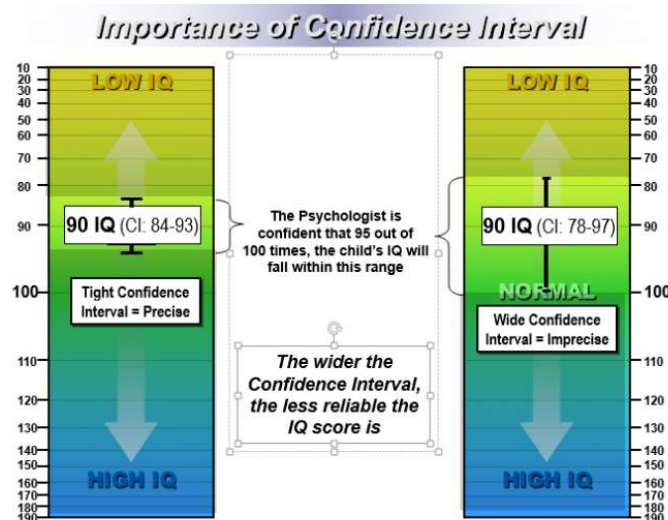 Importance of Confidence Interval
10
20
30
40
50
60
70
80
90
100
110
120
130
140
150
160
170
180
190
LOW IQ
90 IQ (CI: 84-93)
Tight Confidence
Interval = Precise
HIGH IQ
The Psychologist is
confident that 95 out of
100 times, the child's IQ will
fall within this range
The wider the
Confidence Interval,
the less reliable the
IQ score is
LOW IQ
90 IQ (CI: 78-97)
NORMAL
Wide Confidence
Interval = Imprecise
HIGH IQ
10
20
30
40
50
60
70
80
90
100
110
120
130
140
150
160
170
180
190